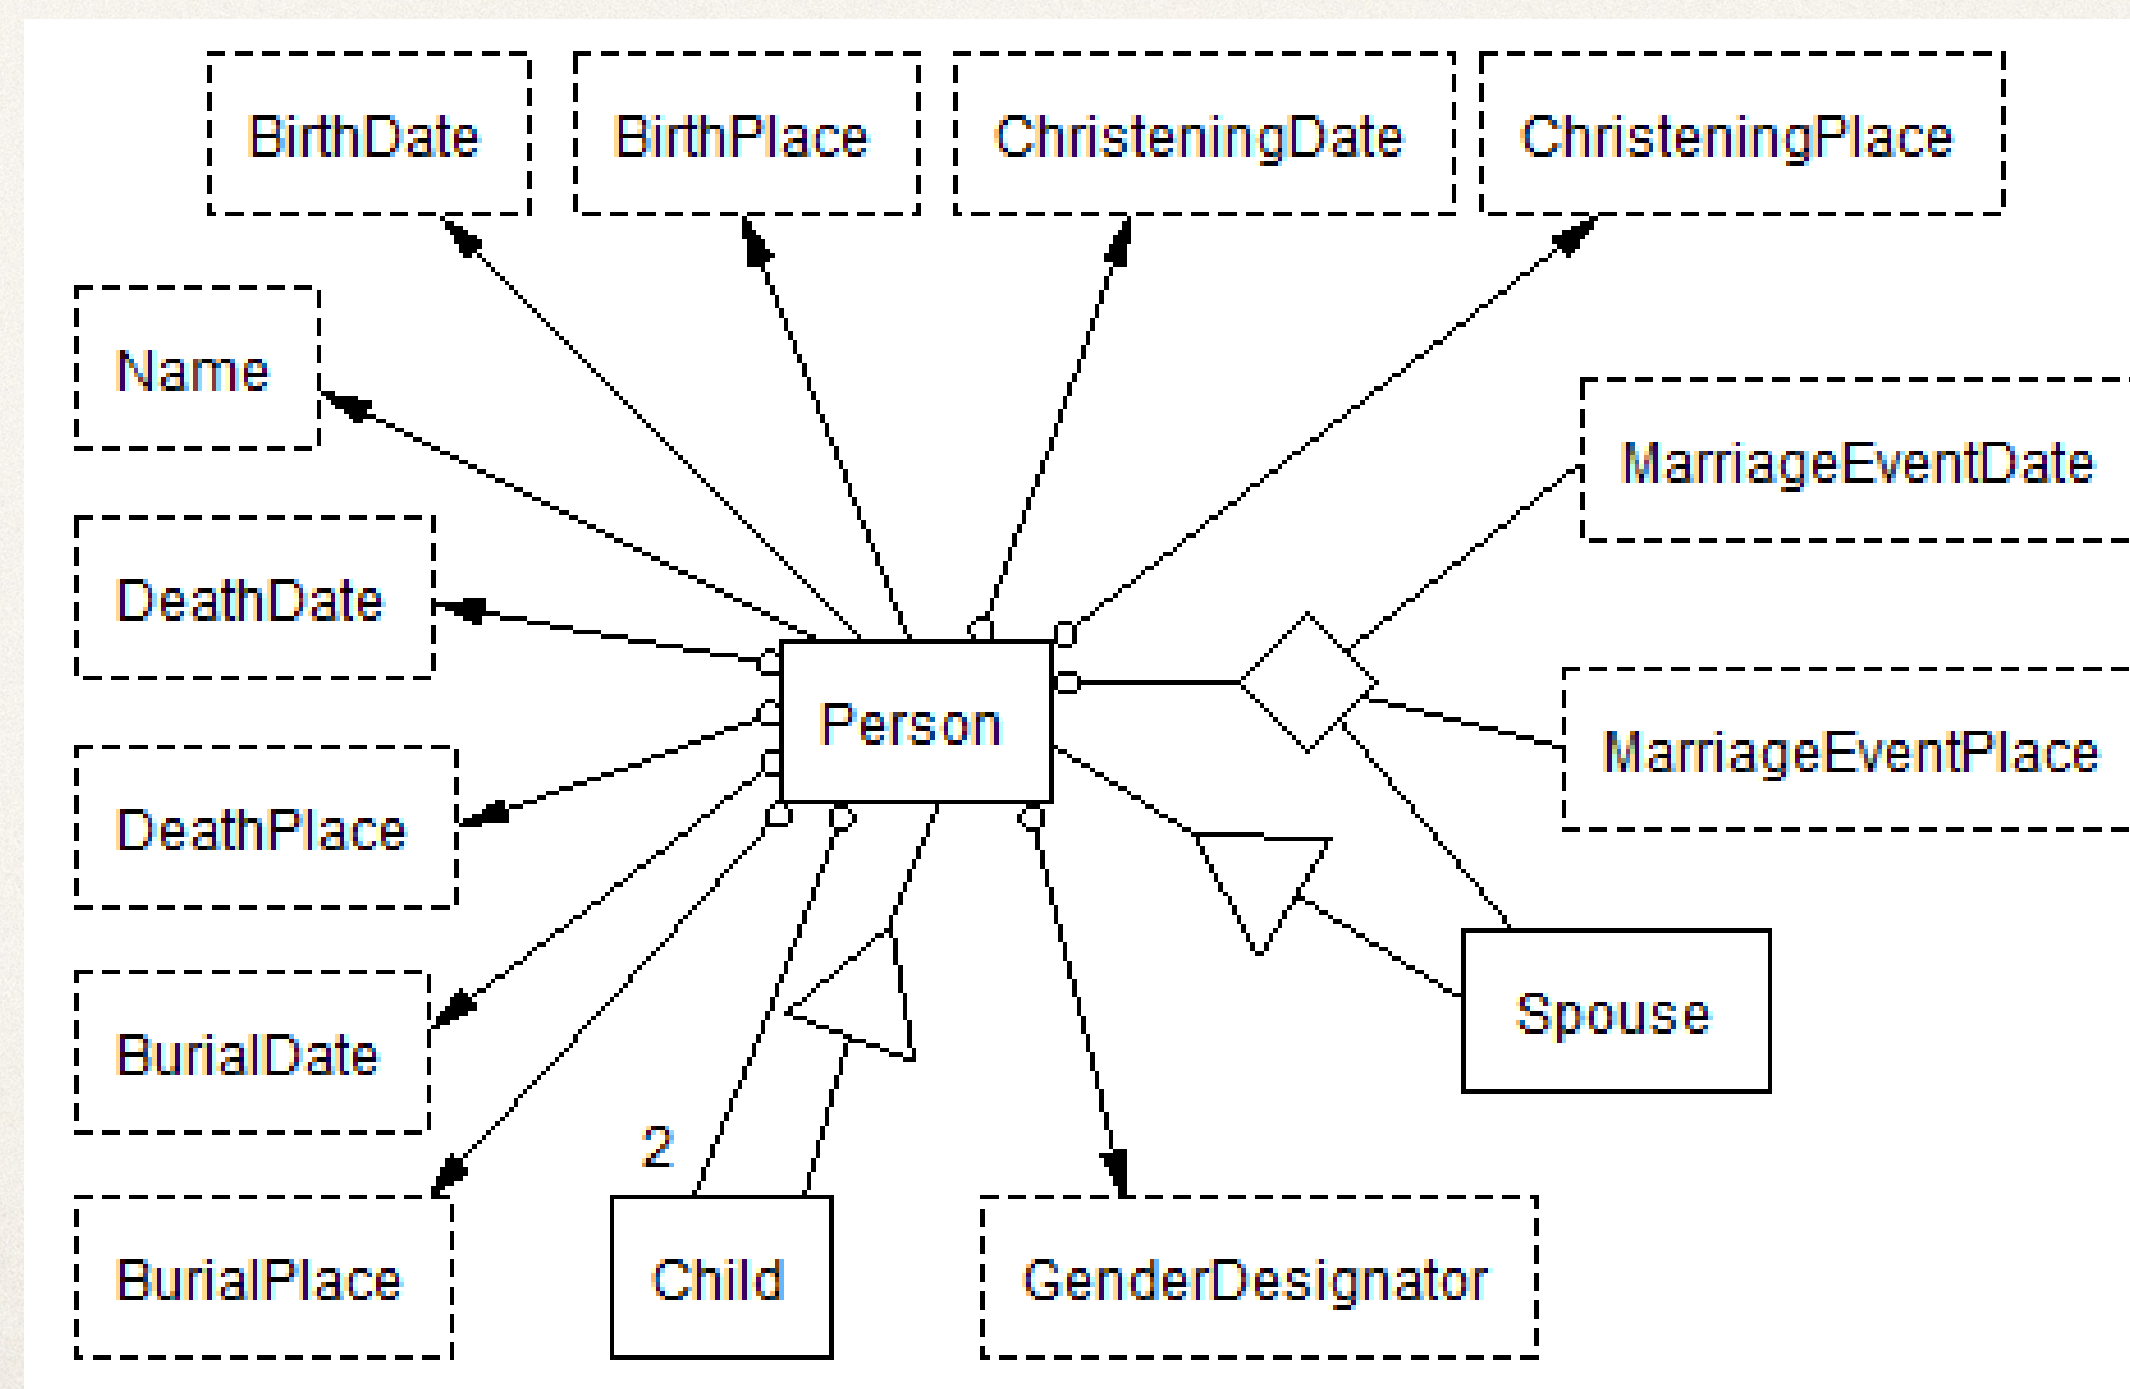 BirthDate
BirthPlace
ChristeningDate
ChristeningPlace
Name
MarriageEventDate
DeathDate
Person
MarriageEventPlace
DeathPlace
Spouse
BurialDate
2
BurialPlace
Child
GenderDesignator